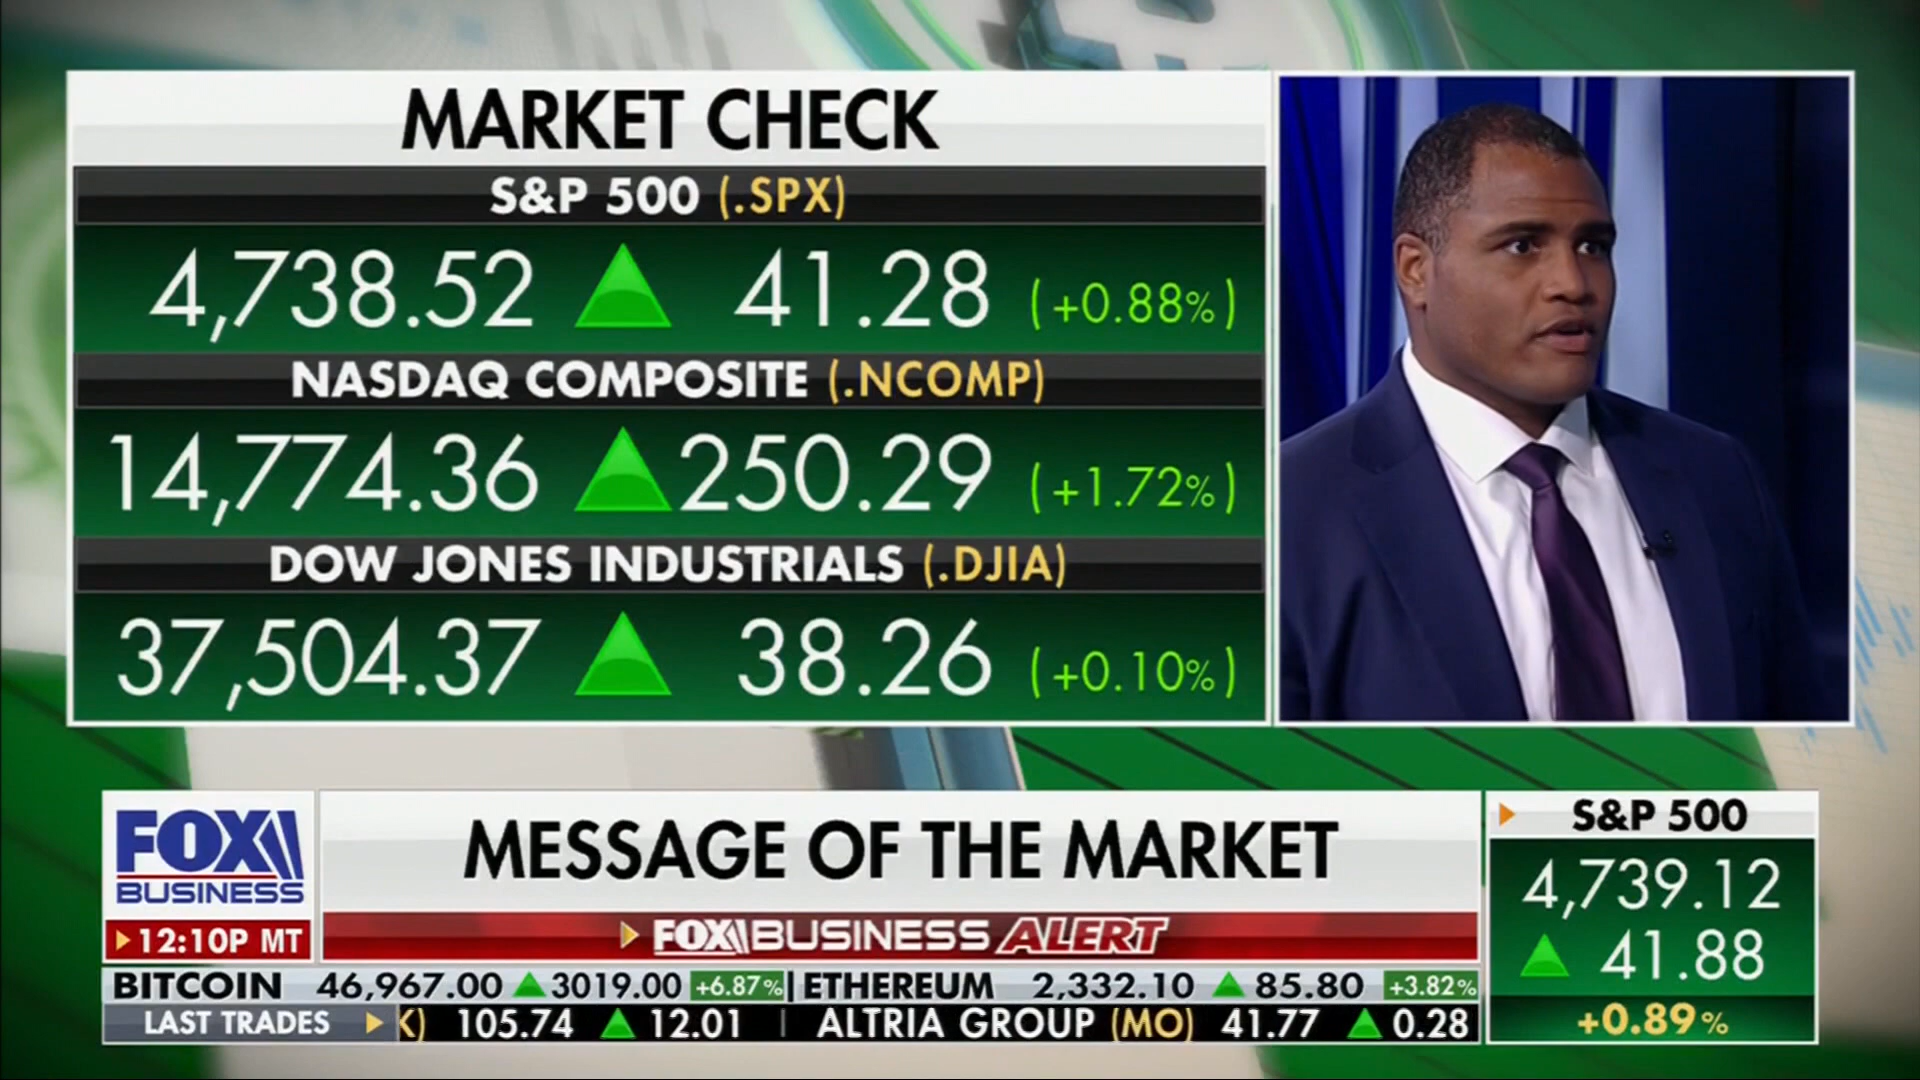 MARKET CHECK
S&P 500 (.SPX)
4,738.52 ▲ 41.28 (+0.88%)
NASDAQ COMPOSITE (.NCOMP)
14,774.36 ▲ 250.29 (+1.72%)
DOW JONES INDUSTRIALS (.DJIA)
37,504.37 ▲ 38.26 (+0.10%)
FOX
BUSINESS
12:10P MT
MESSAGE OF THE MARKET
FOX BUSINESS ALERT
S&P 500
4,739.12
▲ 41.88
+0.89%
BITCOIN 46,967.00 ▲ 3019.00 +6.87% | ETHEREUM 2,332.10 ▲ 85.80 +3.82%
LAST TRADES ) 105.74 ▲ 12.01 | ALTRIA GROUP (MO) 41.77 ▲ 0.28